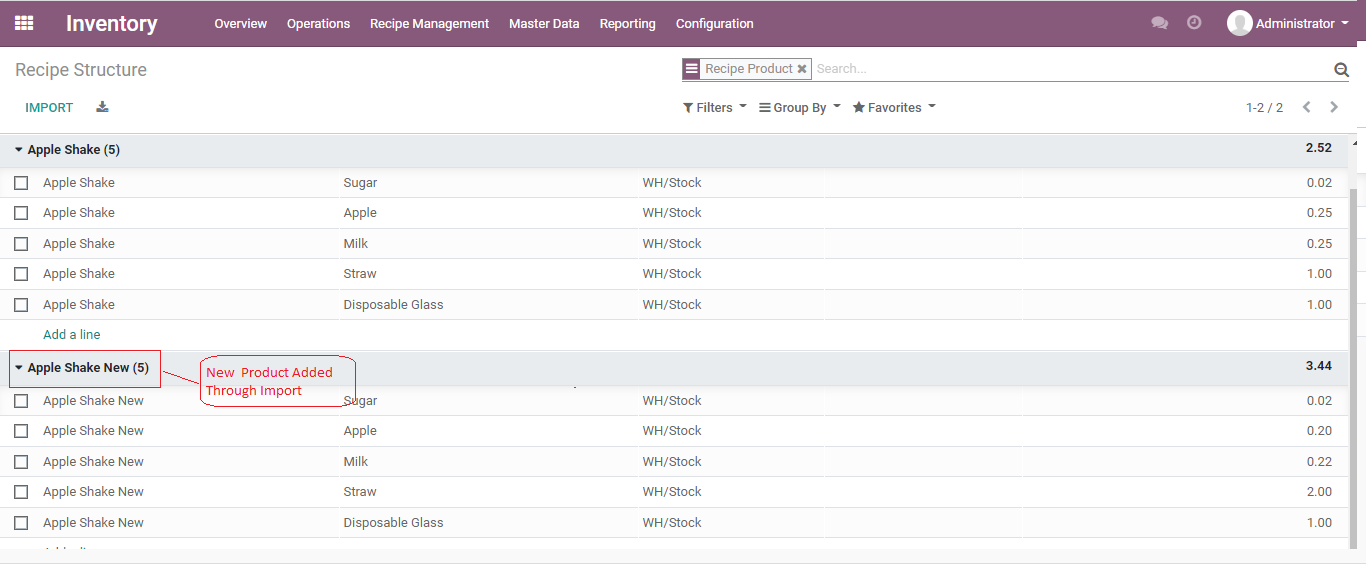 Inventory Overview Operations Recipe Management Master Data Reporting Configuration Administrator
Recipe Structure Recipe Product Search...
IMPORT Filters Group By Favorites 1-2 / 2
Apple Shake (5) 2.52
Apple Shake Sugar WH/Stock 0.02
Apple Shake Apple WH/Stock 0.25
Apple Shake Milk WH/Stock 0.25
Apple Shake Straw WH/Stock 1.00
Apple Shake Disposable Glass WH/Stock 1.00
Add a line
Apple Shake New (5) 3.44
New Product Added
Through Import
Apple Shake New Sugar WH/Stock 0.02
Apple Shake New Apple WH/Stock 0.20
Apple Shake New Milk WH/Stock 0.22
Apple Shake New Straw WH/Stock 2.00
Apple Shake New Disposable Glass WH/Stock 1.00